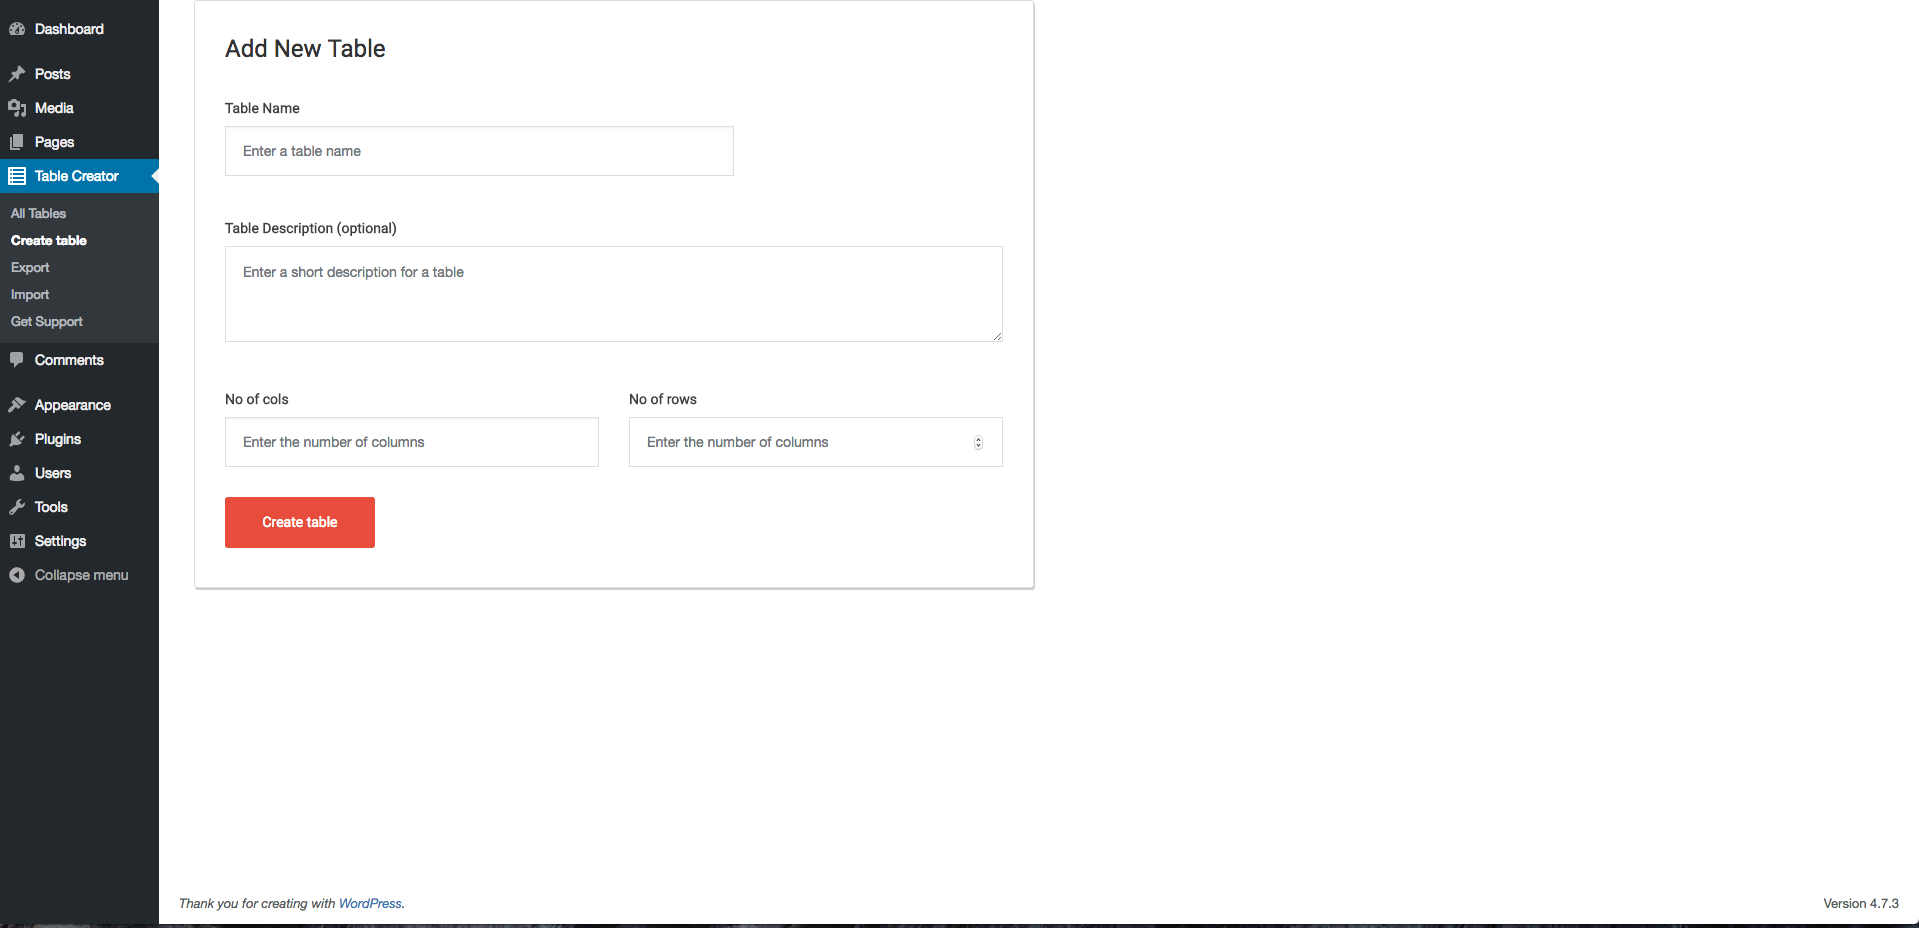 Dashboard
Posts
Media
Pages
Table Creator
All Tables
Create table
Export
Import
Get Support
Comments
Appearance
Plugins
Users
Tools
Settings
Collapse menu
Add New Table
Table Name
Enter a table name
Table Description (optional)
Enter a short description for a table
No of cols
No of rows
Enter the number of columns
Enter the number of columns
Create table
Thank you for creating with WordPress.
Version 4.7.3